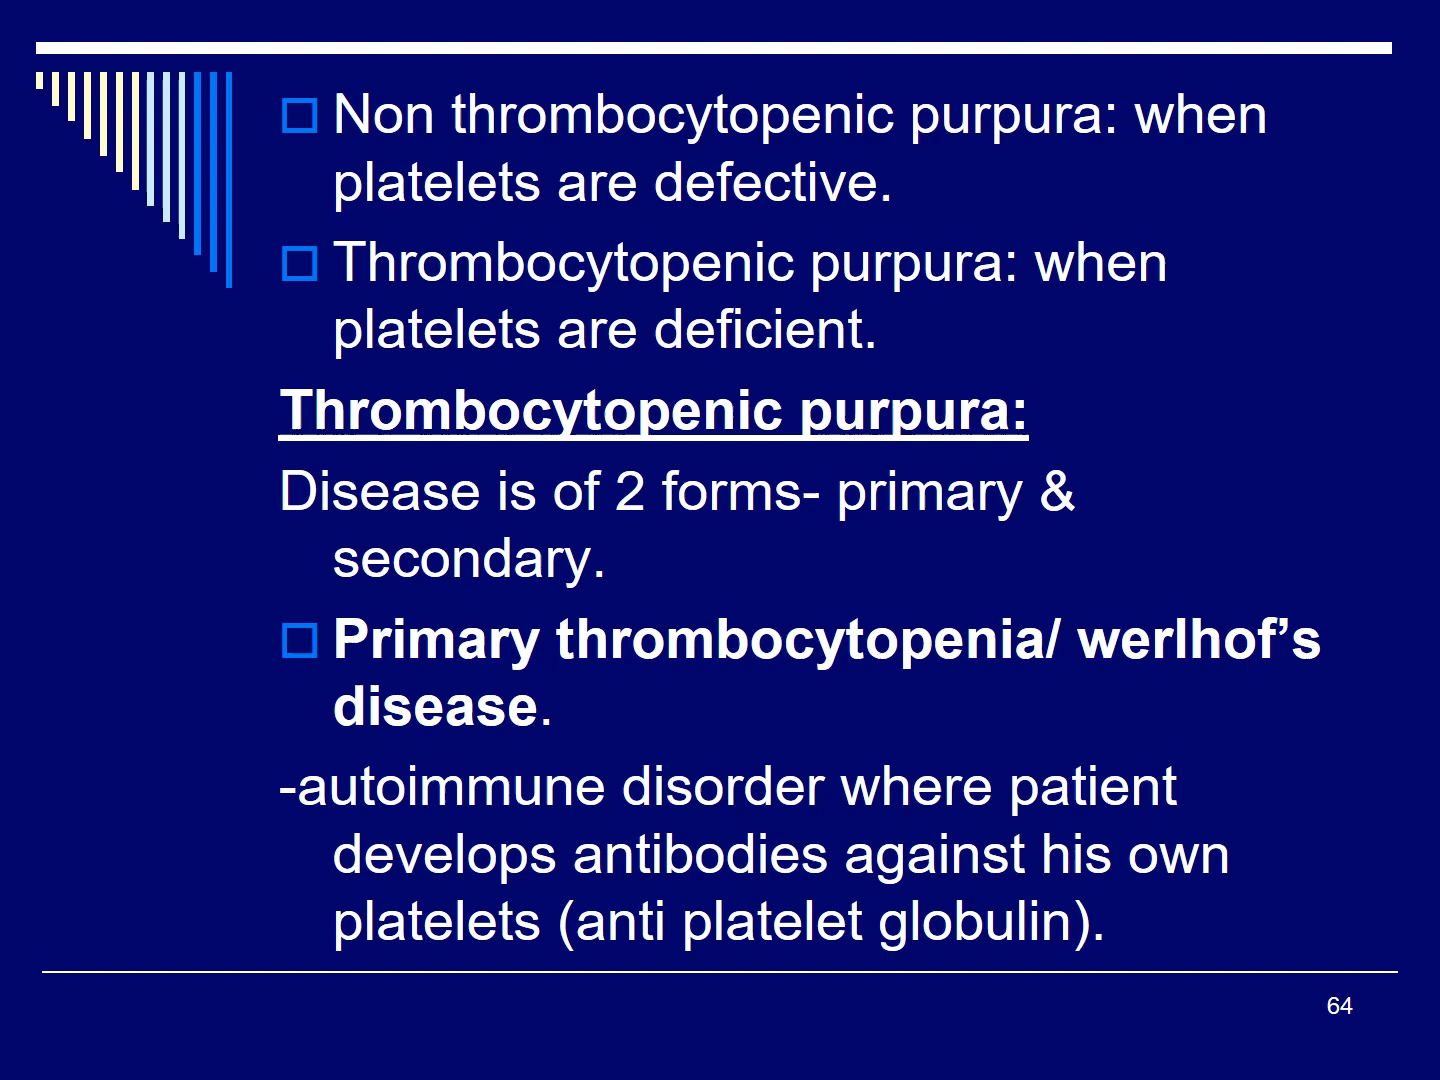 Non thrombocytopenic purpura: when
platelets are defective.
Thrombocytopenic purpura: when
platelets are deficient.
Thrombocytopenic purpura:
Disease is of 2 forms- primary &
secondary.
Primary thrombocytopenia/ werlhof’s
disease.
-autoimmune disorder where patient
develops antibodies against his own
platelets (anti platelet globulin).
64